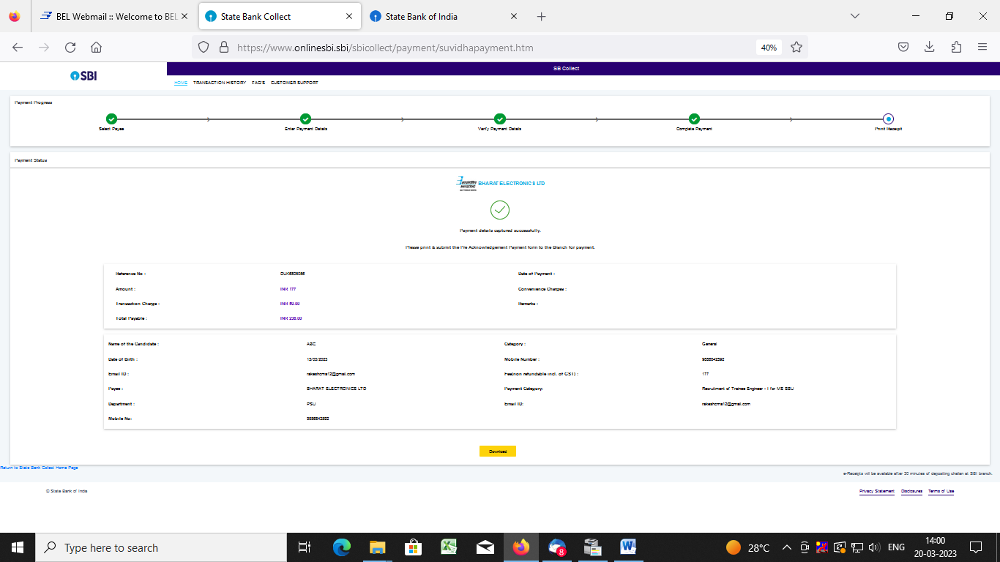 BEL Webmail :: Welcome to BEL
State Bank Collect
State Bank of India
https://www.onlinesbi.sbi/sbicollect/payment/suvidhapayment.htm
40%
SBI
SB Collect
HOME TRANSACTION HISTORY FAQ'S CUSTOMER SUPPORT
Payment Progress
Select Payee Enter Payment Details Verify Payment Details Complete Payment Print Receipt
Payment Status
BHARAT ELECTRONICS LTD
Payment details captured successfully.
Please print & submit the Pre Acknowledgement Payment form to the Branch for payment.
Reference No : DUK6505056 Date of Payment :
Amount : INR 177 Convenience Charges :
Transaction Charge : INR 59.00 Remarks :
Total Payable : INR 236.00
Name of the Candidate : ABC Category : General
Date of Birth : 15/03/2023 Mobile Number : 9556542592
Email ID : rakeshcms12@gmail.com Fee(non refundable incl. of GST) : 177
Payee : BHARAT ELECTRONICS LTD Payment Category: Recruitment of Trainee Engineer - I for MS SBU
Department : PSU Email ID: rakeshcms12@gmail.com
Mobile No: 9556542592
Download
Return to State Bank Collect Home Page
e-Receipts will be available after 30 minutes of depositing challan at SBI branch.
© State Bank of India
Privacy Statement Disclosures Terms of Use
Type here to search
8
28°C
ENG
14:00
20-03-2023